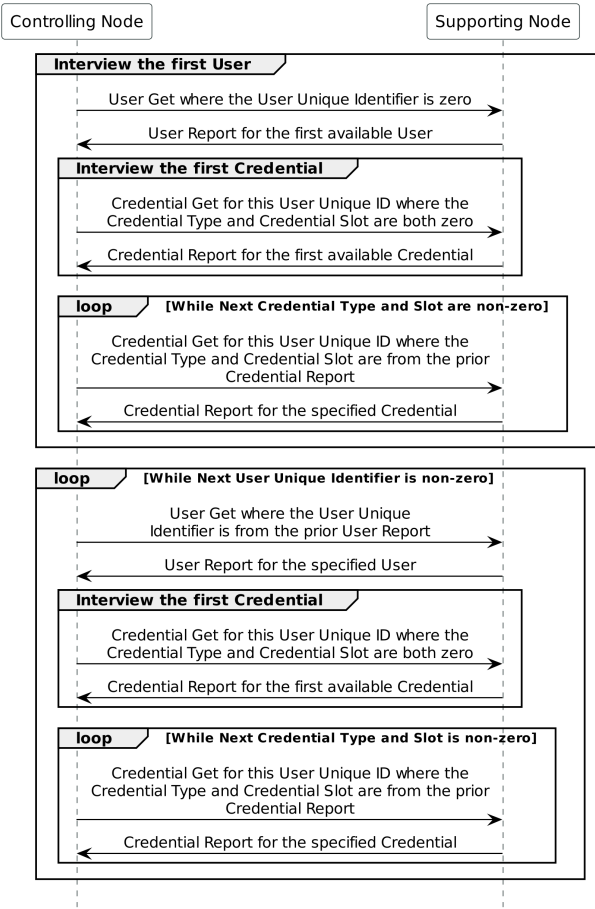 Controlling Node
Supporting Node
Interview the first User
User Get where the User Unique Identifier is zero
User Report for the first available User
Interview the first Credential
Credential Get for this User Unique ID where the
Credential Type and Credential Slot are both zero
Credential Report for the first available Credential
loop
[While Next Credential Type and Slot are non-zero]
Credential Get for this User Unique ID where the
Credential Type and Credential Slot are from the prior
Credential Report
Credential Report for the specified Credential
loop
[While Next User Unique Identifier is non-zero]
User Get where the User Unique
Identifier is from the prior User Report
User Report for the specified User
Interview the first Credential
Credential Get for this User Unique ID where the
Credential Type and Credential Slot are both zero
Credential Report for the first available Credential
loop
[While Next Credential Type and Slot is non-zero]
Credential Get for this User Unique ID where the
Credential Type and Credential Slot are from the prior
Credential Report
Credential Report for the specified Credential